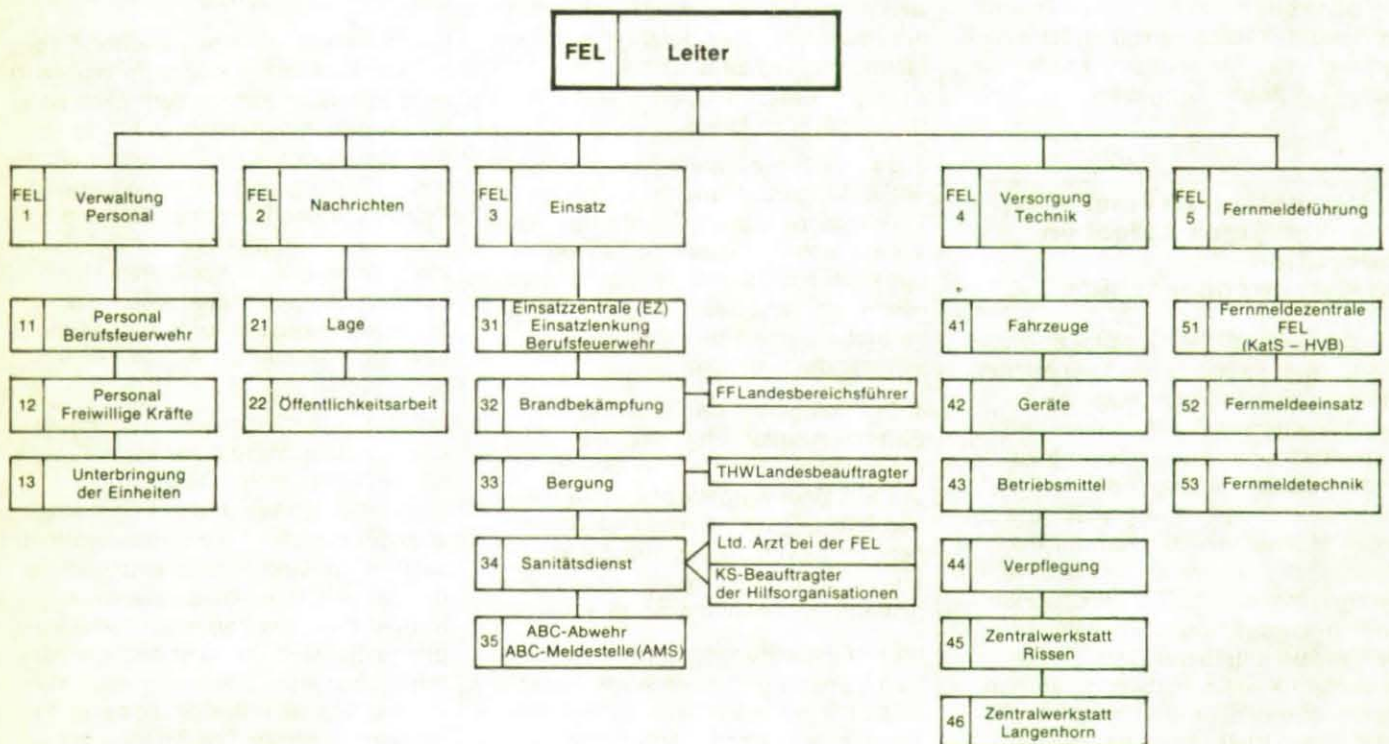 FEL Leiter
FEL 1 Verwaltung
Personal
FEL 2 Nachrichten
FEL 3 Einsatz
FEL 4 Versorgung
Technik
FEL 5 Fernmeldeführung
11 Personal
Berufsfeuerwehr
12 Personal
Freiwillige Kräfte
13 Unterbringung
der Einheiten
21 Lage
22 Öffentlichkeitsarbeit
31 Einsatzzentrale (EZ)
Einsatzlenkung
Berufsfeuerwehr
32 Brandbekämpfung
FF Landesbereichsführer
33 Bergung
THW Landesbeauftragter
34 Sanitätsdienst
Ltd. Arzt bei der FEL
KS-Beauftragter
der Hilfsorganisationen
35 ABC-Abwehr
ABC-Meldestelle (AMS)
41 Fahrzeuge
42 Geräte
43 Betriebsmittel
44 Verpflegung
45 Zentralwerkstatt
Rissen
46 Zentralwerkstatt
Langenhorn
51 Fernmeldezentrale
FEL
(KatS – HVB)
52 Fernmeldeeinsatz
53 Fernmeldetechnik